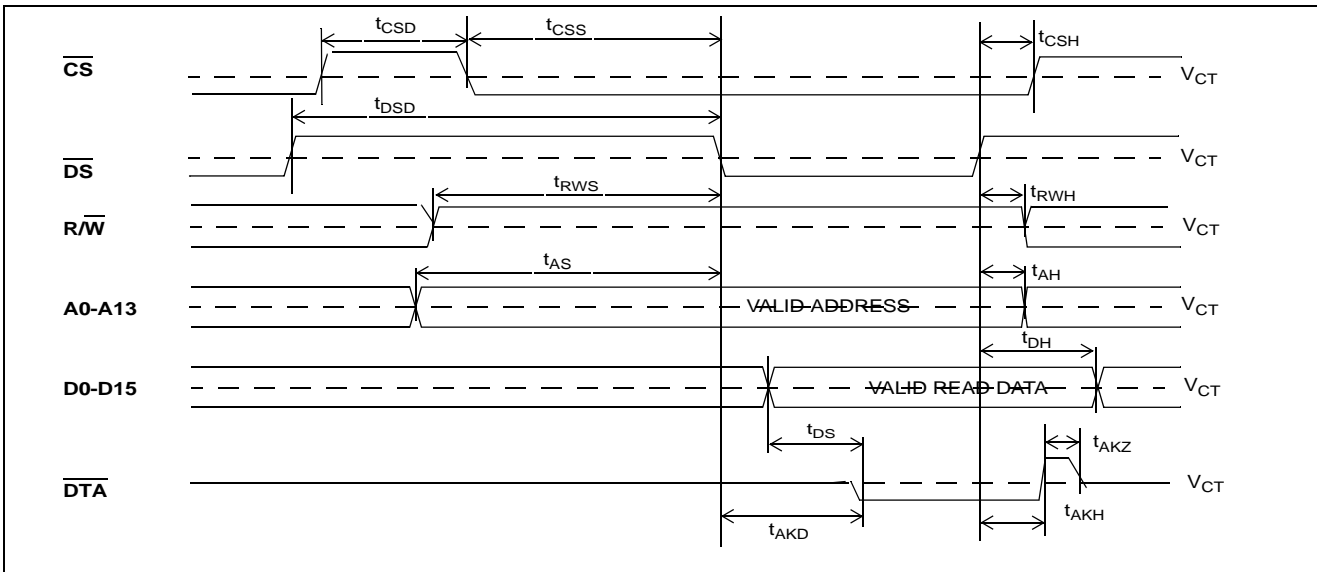 tCSD
tCSS
tCSH
CS
VCT
tDSD
DS
VCT
tRWS
tRWH
R/W
VCT
tAS
tAH
A0-A13
VALID ADDRESS
VCT
tDH
D0-D15
VALID READ DATA
VCT
tDS
tAKZ
DTA
VCT
tAKD
tAKH